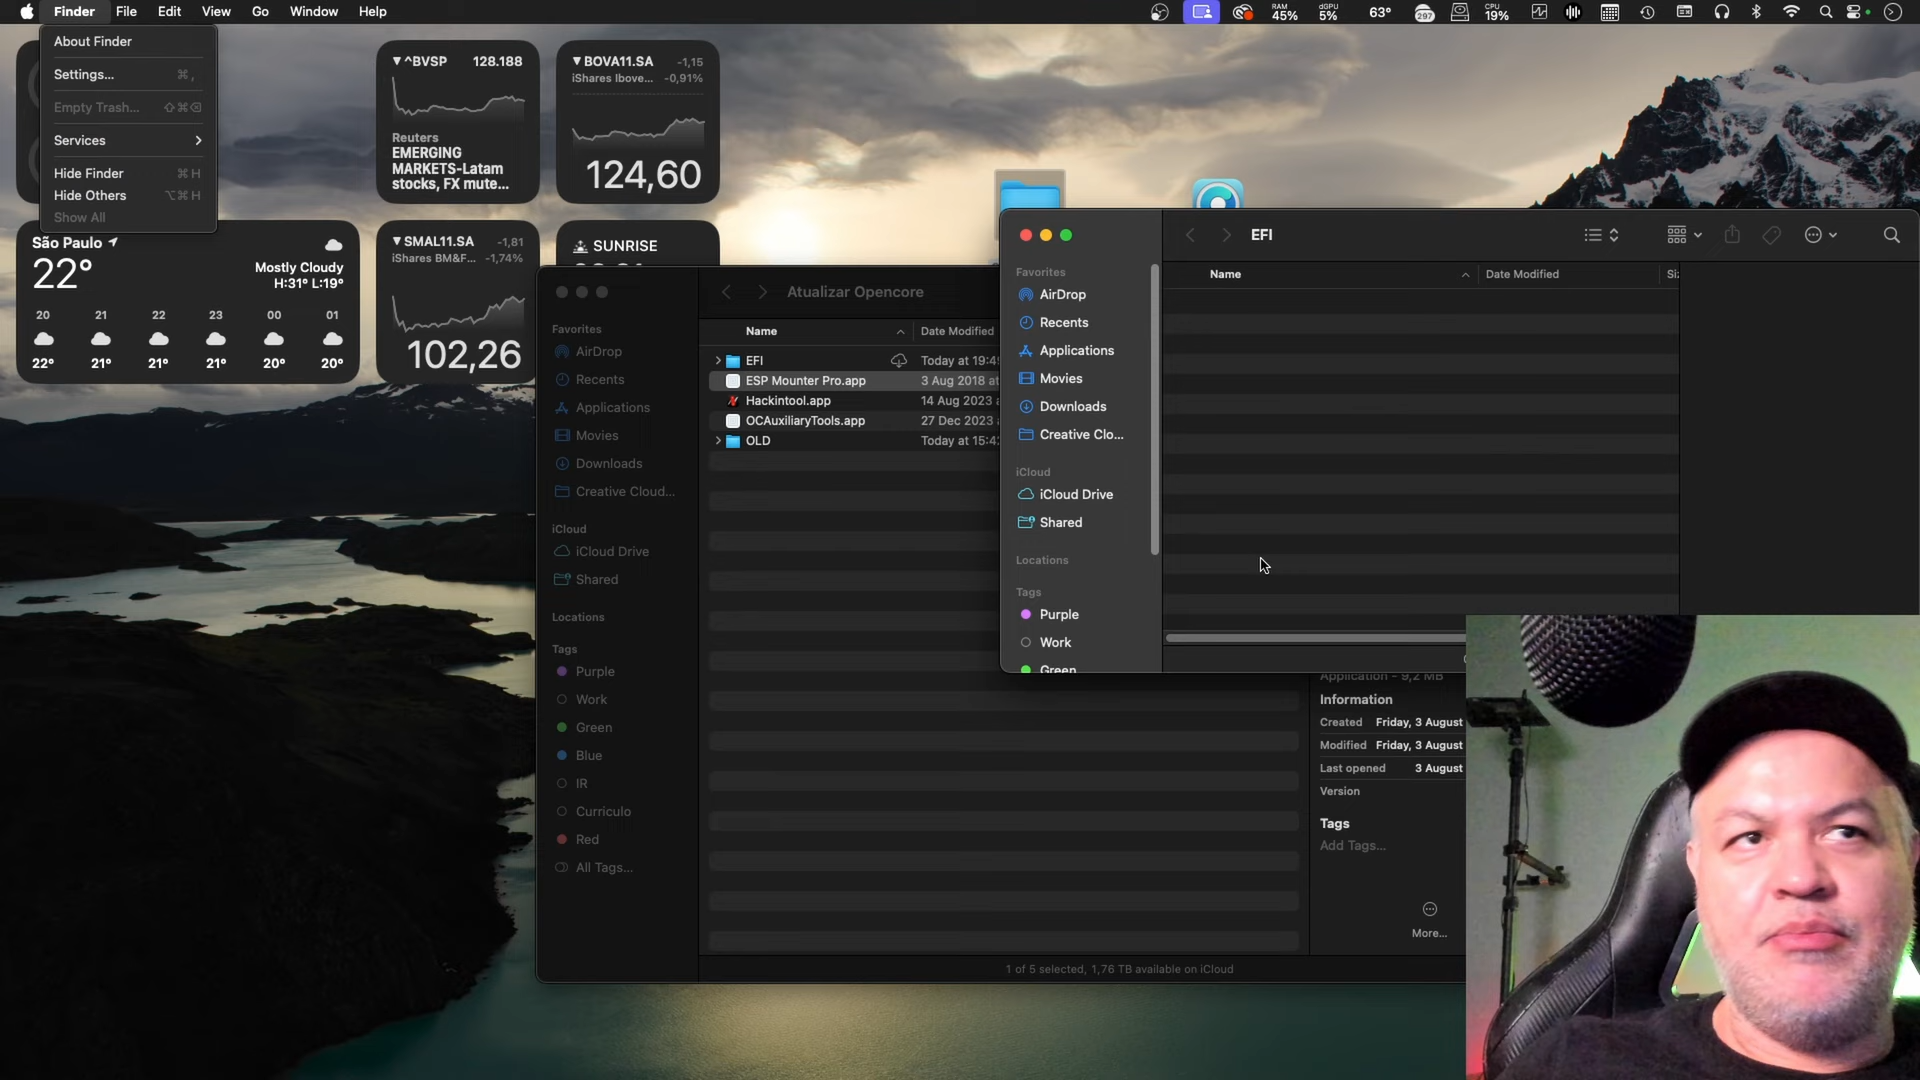 Finder File Edit View Go Window Help
RAM 45% dGPU 5% 63° 297 CPU 19%
About Finder
Settings... ⌘ ,
Empty Trash... ⇧⌘⌫
Services
Hide Finder ⌘ H
Hide Others ⌥⌘ H
Show All
▼ ^BVSP 128.188
Reuters
EMERGING
MARKETS-Latam
stocks, FX mute...
▼ BOVA11.SA -1,15
iShares Ibove... -0,91%
124,60
São Paulo
22°
Mostly Cloudy
H:31° L:19°
20 21 22 23 00 01
22° 21° 21° 21° 20° 20°
▼ SMAL11.SA -1,81
iShares BM&F... -1,74%
102,26
SUNRISE
Atualizar Opencore
Favorites
AirDrop
Recents
Applications
Movies
Downloads
Creative Cloud...
iCloud
iCloud Drive
Shared
Locations
Tags
Purple
Work
Green
Blue
IR
Curriculo
Red
All Tags...
Name Date Modified
EFI Today at 19:4
ESP Mounter Pro.app 3 Aug 2018 at
Hackintool.app 14 Aug 2023
OCAuxiliaryTools.app 27 Dec 2023
OLD Today at 15:4
1 of 5 selected, 1,76 TB available on iCloud
EFI
Favorites
AirDrop
Recents
Applications
Movies
Downloads
Creative Clo...
iCloud
iCloud Drive
Shared
Locations
Tags
Purple
Work
Green
Name Date Modified Si
Application - 9,2 MB
Information
Created Friday, 3 August
Modified Friday, 3 August
Last opened 3 August
Version
Tags
Add Tags...
More...